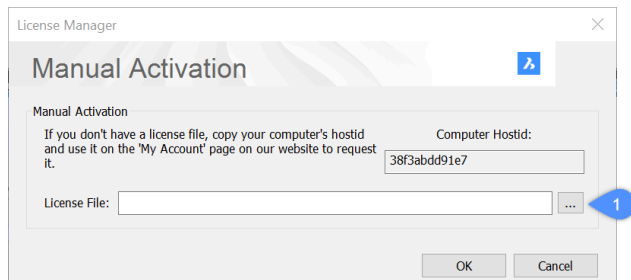 License Manager
Manual Activation
Manual Activation
If you don't have a license file, copy your computer's hostid
and use it on the 'My Account' page on our website to request
it.
Computer Hostid:
38f3abdd91e7
License File:
...
1
OK
Cancel